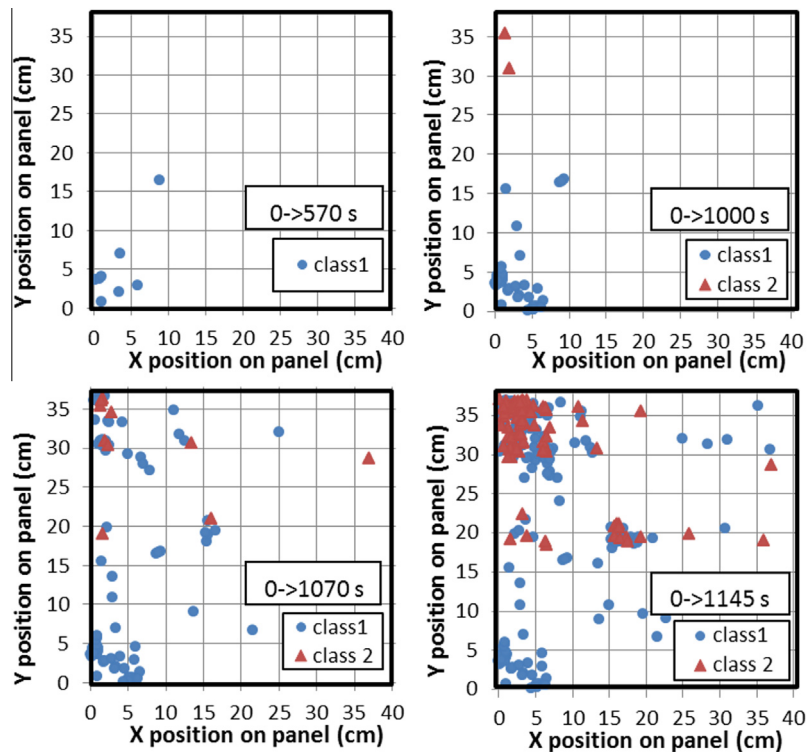 Y position on panel (cm)
35
30
25
20
15
10
5
0
0->570 s
class1
0 5 10 15 20 25 30 35 40
X position on panel (cm)
Y position on panel (cm)
35
30
25
20
15
10
5
0
0->1000 s
class1
class 2
0 5 10 15 20 25 30 35 40
X position on panel (cm)
Y position on panel (cm)
35
30
25
20
15
10
5
0
0->1070 s
class1
class 2
0 5 10 15 20 25 30 35 40
X position on panel (cm)
Y position on panel (cm)
35
30
25
20
15
10
5
0
0->1145 s
class1
class 2
0 5 10 15 20 25 30 35 40
X position on panel (cm)